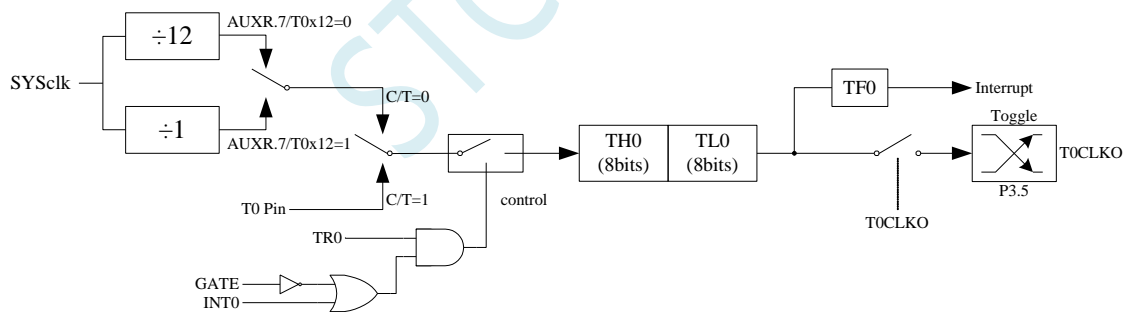 ÷12
AUXR.7/T0x12=0
SYSclk
÷1
AUXR.7/T0x12=1
C/T=0
C/T=1
T0 Pin
control
TR0
GATE
INT0
TH0
(8bits)
TL0
(8bits)
TF0
Interrupt
Toggle
T0CLKO
P3.5
T0CLKO
STC